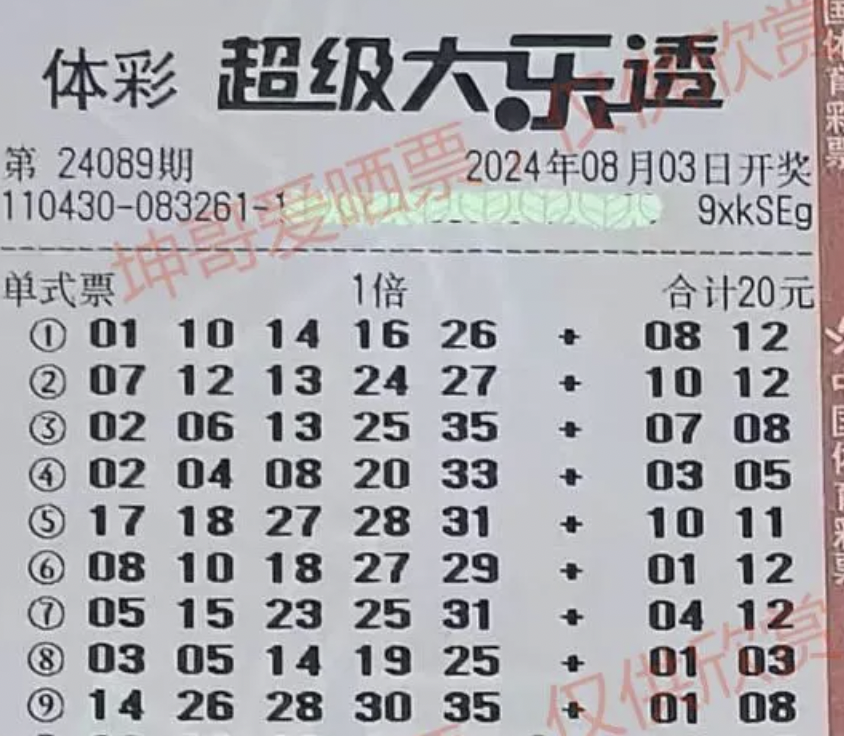 体彩 超级大乐透
第 24089期 2024年08月03日开奖
110430-083261-1 9xkSEg
单式票 1倍 合计20元
① 01 10 14 16 26 + 08 12
② 07 12 13 24 27 + 10 12
③ 02 06 13 25 35 + 07 08
④ 02 04 08 20 33 + 03 05
⑤ 17 18 27 28 31 + 10 11
⑥ 08 10 18 27 29 + 01 12
⑦ 05 15 23 25 31 + 04 12
⑧ 03 05 14 19 25 + 01 03
⑨ 14 26 28 30 35 + 01 08
坤哥爱晒票 仅供欣赏
仅供欣赏
国体育彩票
中国体育彩票